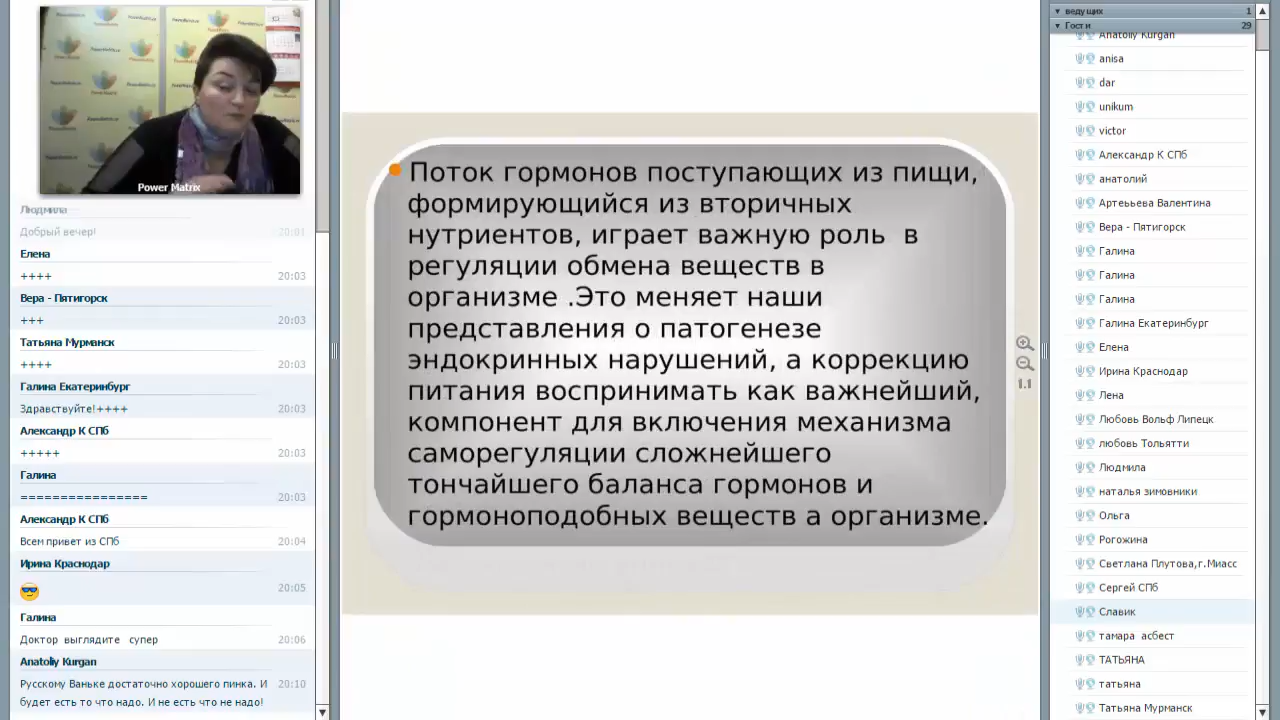 Power Matrix
Людмила
Добрый вечер! 20:01
Елена
++++ 20:03
Вера - Пятигорск
+++ 20:03
Татьяна Мурманск
++++ 20:03
Галина Екатеринбург
Здравствуйте!++++ 20:03
Александр К СПб
+++++ 20:03
Галина
================ 20:03
Александр К СПб
Всем привет из СПб 20:04
Ирина Краснодар
20:05
Галина
Доктор выглядите супер 20:06
Anatoliy Kurgan
Русскому Ваньке достаточно хорошего пинка. И 20:10
будет есть то что надо. И не есть что не надо!
Поток гормонов поступающих из пищи,
формирующийся из вторичных
нутриентов, играет важную роль в
регуляции обмена веществ в
организме .Это меняет наши
представления о патогенезе
эндокринных нарушений, а коррекцию
питания воспринимать как важнейший,
компонент для включения механизма
саморегуляции сложнейшего
тончайшего баланса гормонов и
гормоноподобных веществ а организме.
1.1
ведущих 1
Гости 29
Anatoliy Kurgan
anisa
dar
unikum
victor
Александр К СПб
анатолий
Артеьева Валентина
Вера - Пятигорск
Галина
Галина
Галина
Галина Екатеринбург
Елена
Ирина Краснодар
Лена
Любовь Вольф Липецк
любовь Тольятти
Людмила
наталья зимовники
Ольга
Рогожина
Светлана Плутова,г.Миасс
Сергей СПб
Славик
тамара асбест
ТАТЬЯНА
татьяна
Татьяна Мурманск